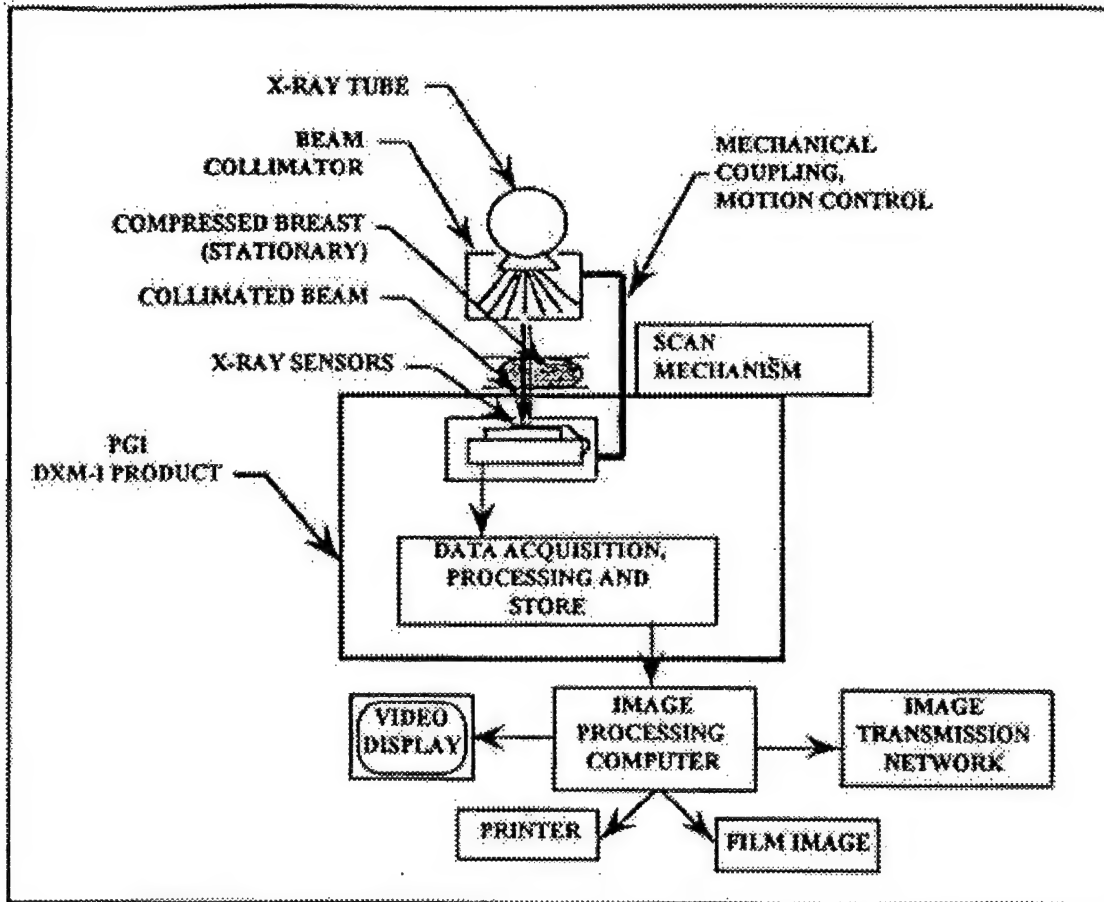 X-RAY TUBE
BEAM
COLLIMATOR
MECHANICAL
COUPLING,
MOTION CONTROL
COMPRESSED BREAST
(STATIONARY)
COLLIMATED BEAM
X-RAY SENSORS
SCAN
MECHANISM
PGI
DXM-I PRODUCT
DATA ACQUISITION,
PROCESSING AND
STORE
VIDEO
DISPLAY
IMAGE
PROCESSING
COMPUTER
IMAGE
TRANSMISSION
NETWORK
PRINTER
FILM IMAGE